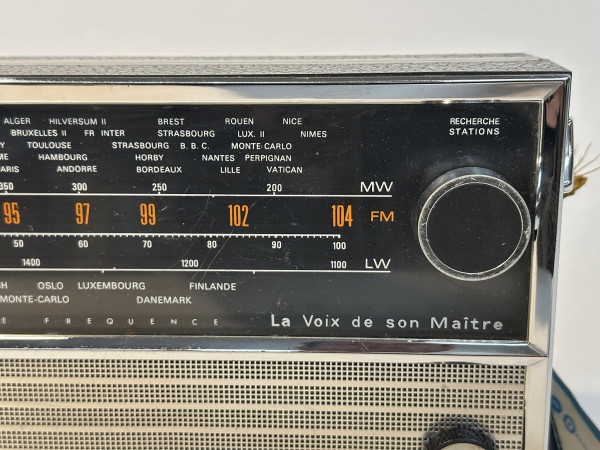 ALGER HILVERSUM II BREST ROUEN NICE
RECHERCHE
STATIONS
BRUXELLES II FR INTER STRASBOURG LUX. II NIMES
Y TOULOUSE STRASBOURG B.B.C. MONTE-CARLO
ME HAMBOURG HORBY NANTES PERPIGNAN
ARIS ANDORRE BORDEAUX LILLE VATICAN
350 300 250 200 MW
95 97 99 102 104 FM
50 60 70 80 90 100
1400 1200 1100 LW
CH OSLO LUXEMBOURG FINLANDE
MONTE-CARLO DANEMARK
E FREQUENCE
La Voix de son Maître